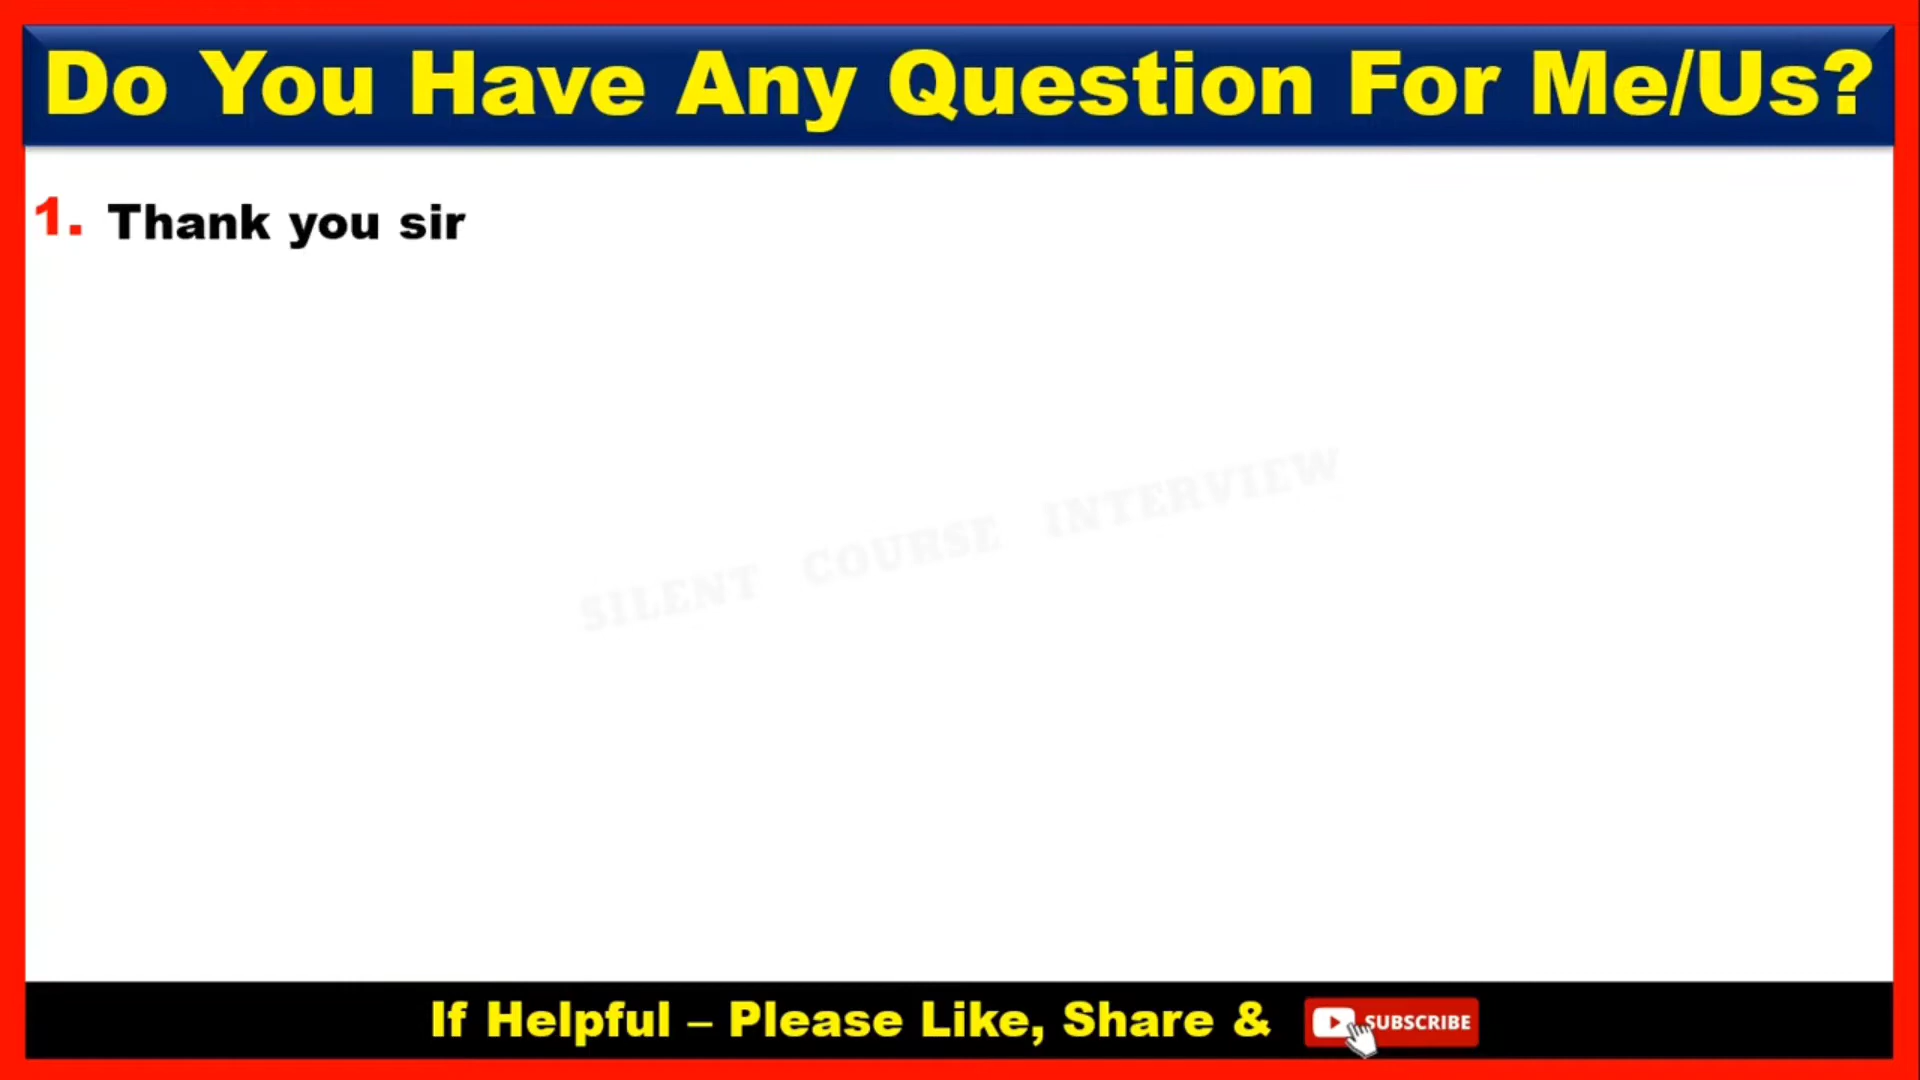 Do You Have Any Question For Me/Us?
1. Thank you sir
SILENT COURSE INTERVIEW
If Helpful – Please Like, Share & SUBSCRIBE